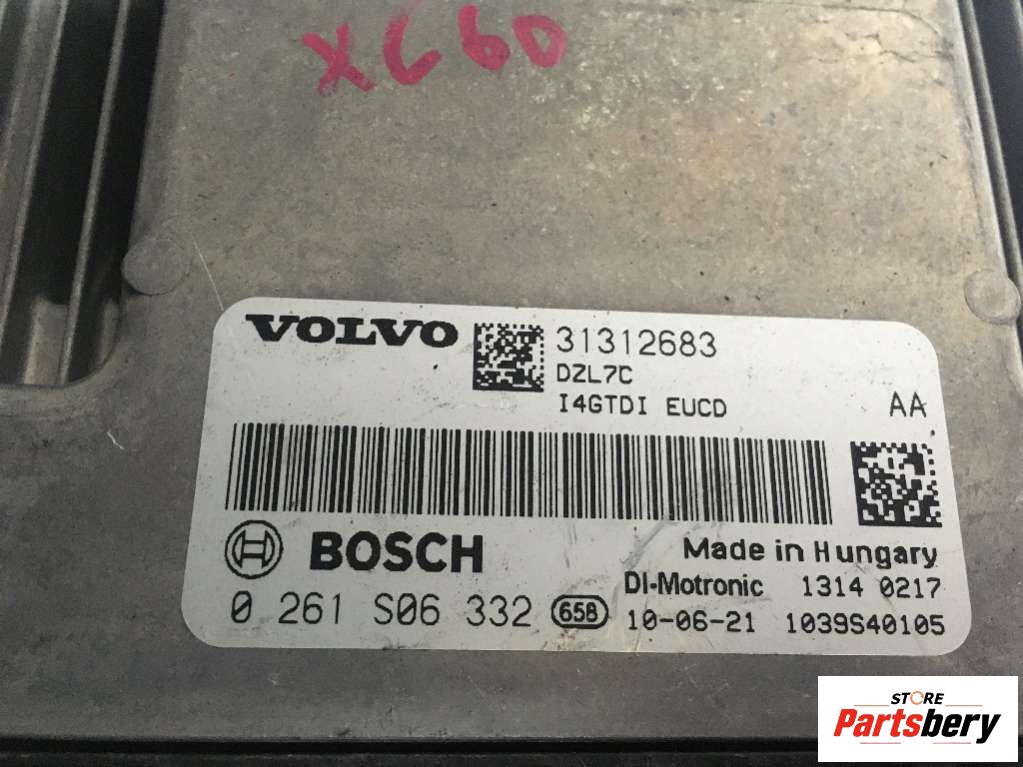 XC60
VOLVO 31312683
DZL7C
I4GTDI EUCD AA
BOSCH Made in Hungary
DI-Motronic 1314 0217
0 261 S06 332 658 10-06-21 1039S40105
STORE
Partsbery